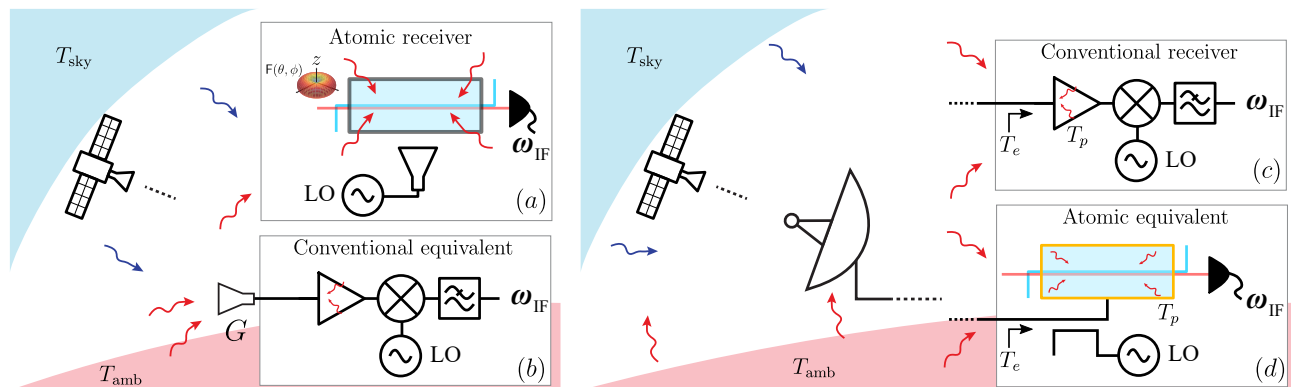 T_sky
Atomic receiver
F(θ, ϕ)
z
ω_IF
LO
(a)
Conventional equivalent
ω_IF
G
LO
T_amb
(b)
T_sky
Conventional receiver
ω_IF
T_e
T_p
LO
(c)
Atomic equivalent
ω_IF
T_p
T_e
LO
T_amb
(d)